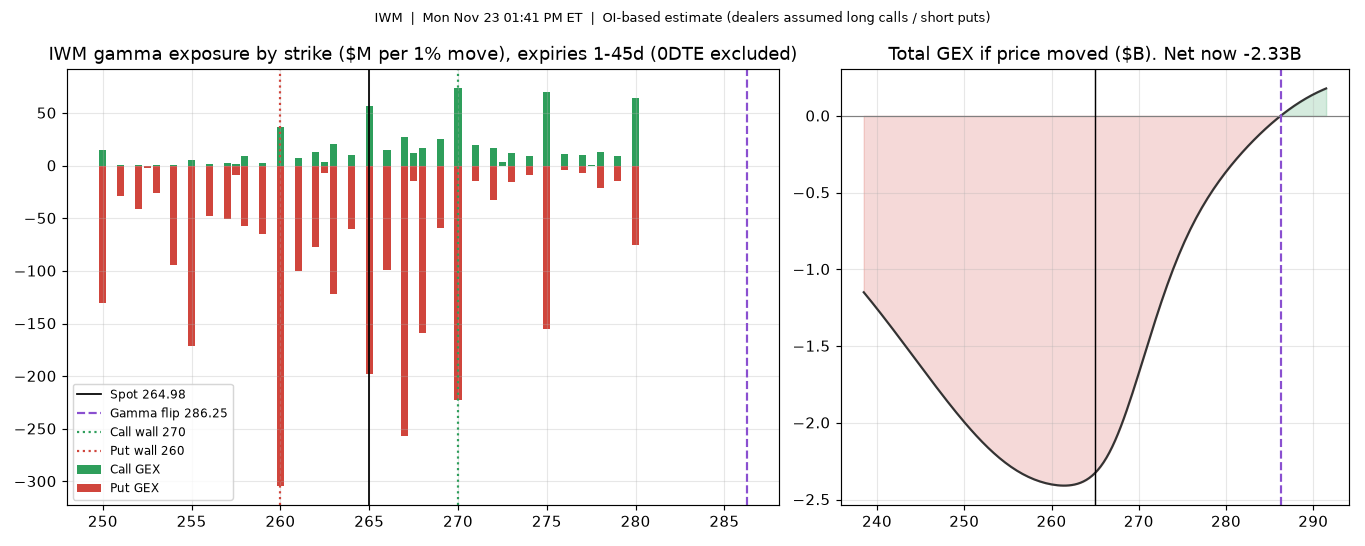 IWM | Mon Nov 23 01:41 PM ET | OI-based estimate (dealers assumed long calls / short puts)
IWM gamma exposure by strike ($M per 1% move), expiries 1-45d (0DTE excluded)
50
0
−50
−100
−150
−200
−250
−300
Spot 264.98
Gamma flip 286.25
Call wall 270
Put wall 260
Call GEX
Put GEX
250 255 260 265 270 275 280 285
Total GEX if price moved ($B). Net now -2.33B
0.0
−0.5
−1.0
−1.5
−2.0
−2.5
240 250 260 270 280 290